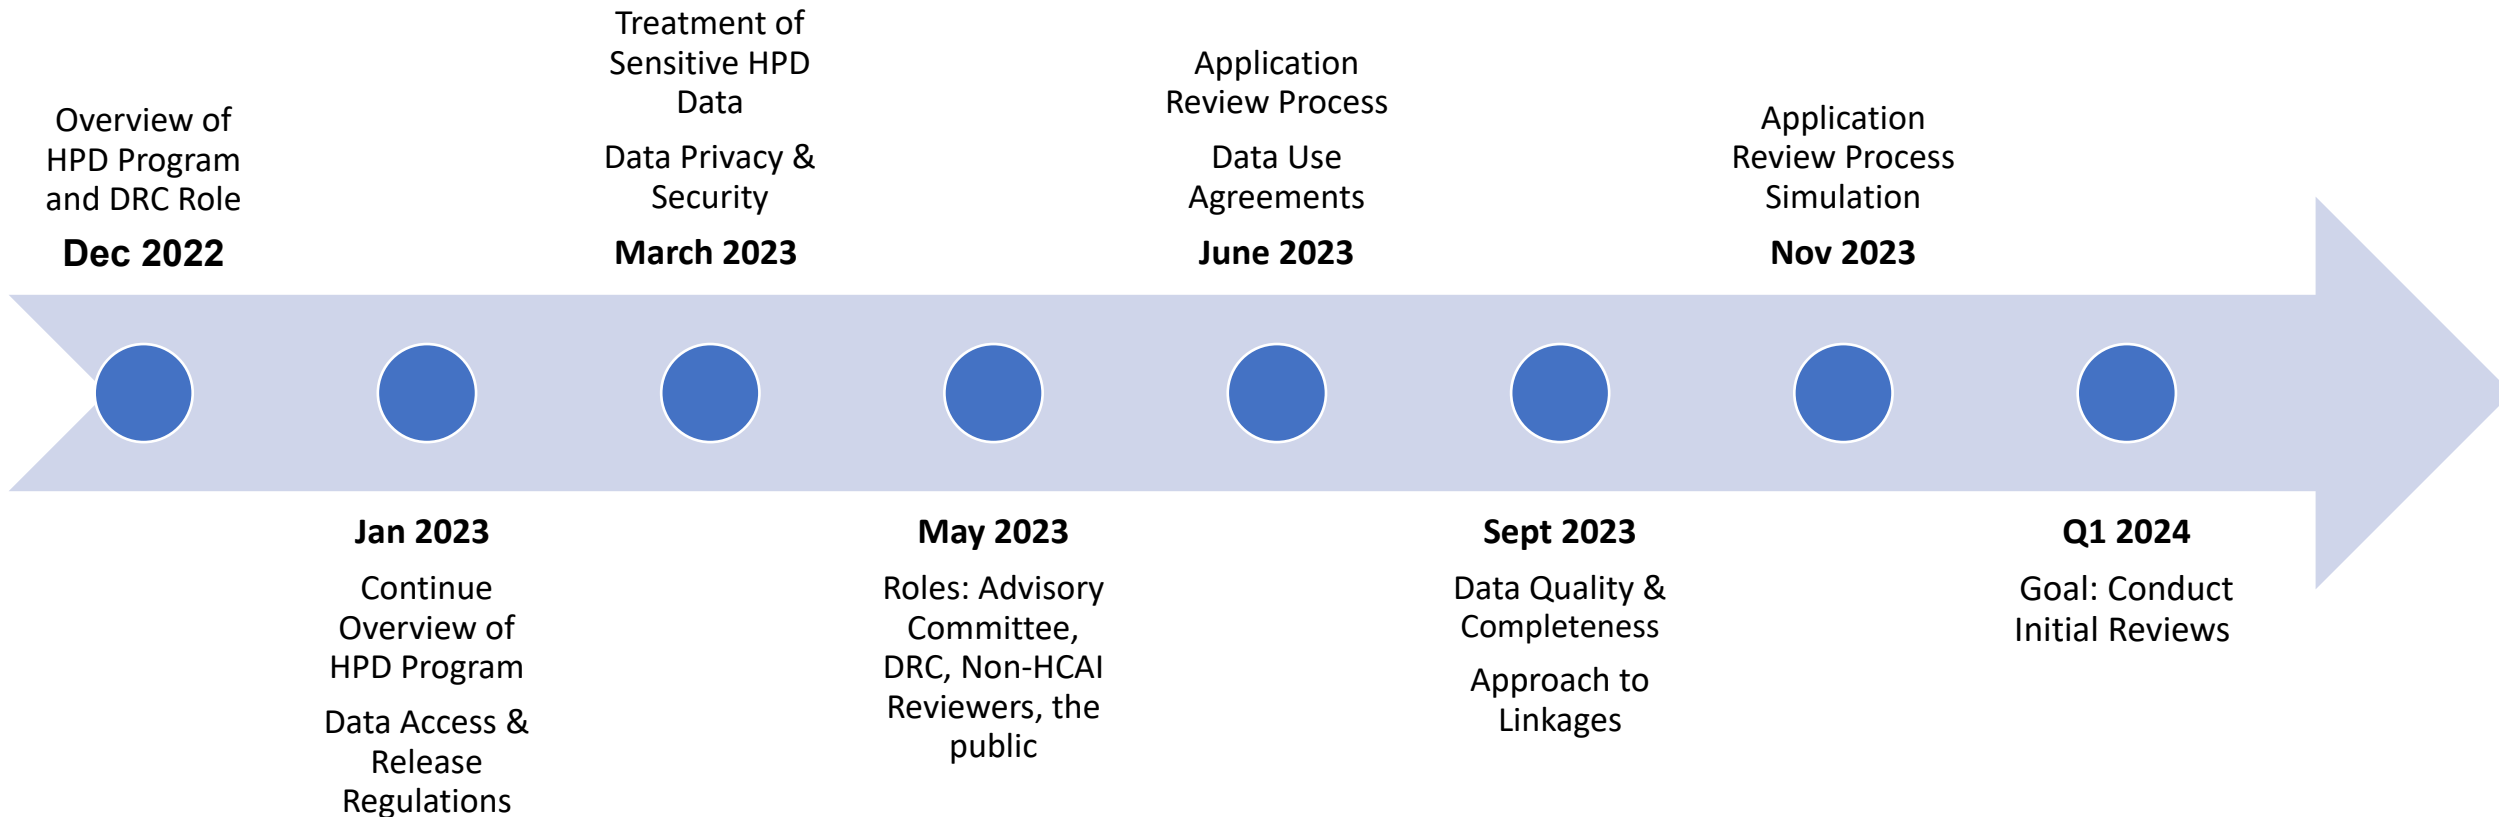 Overview of
HPD Program
and DRC Role
Dec 2022
Treatment of
Sensitive HPD
Data
Data Privacy &
Security
March 2023
Application
Review Process
Data Use
Agreements
June 2023
Application
Review Process
Simulation
Nov 2023
Jan 2023
Continue
Overview of
HPD Program
Data Access &
Release
Regulations
May 2023
Roles: Advisory
Committee,
DRC, Non-HCAI
Reviewers, the
public
Sept 2023
Data Quality &
Completeness
Approach to
Linkages
Q1 2024
Goal: Conduct
Initial Reviews